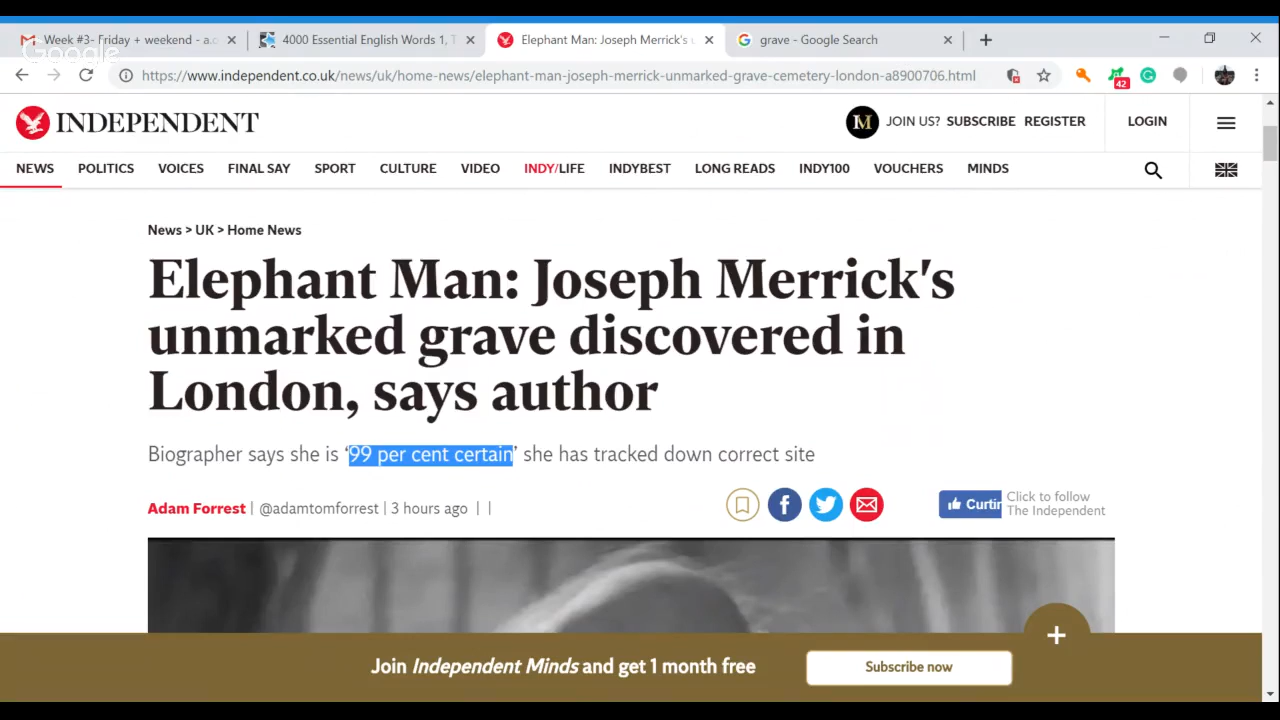 Week #3- Friday + weekend - a.c
4000 Essential English Words 1, T
Elephant Man: Joseph Merrick's u
grave - Google Search
Google
https://www.independent.co.uk/news/uk/home-news/elephant-man-joseph-merrick-unmarked-grave-cemetery-london-a8900706.html
42
INDEPENDENT
IM JOIN US? SUBSCRIBE REGISTER
LOGIN
NEWS POLITICS VOICES FINAL SAY SPORT CULTURE VIDEO INDY/LIFE INDYBEST LONG READS INDY100 VOUCHERS MINDS
News > UK > Home News
Elephant Man: Joseph Merrick's
unmarked grave discovered in
London, says author
Biographer says she is ‘99 per cent certain’ she has tracked down correct site
Adam Forrest | @adamtomforrest | 3 hours ago | |
Curtir
Click to follow
The Independent
Join Independent Minds and get 1 month free
Subscribe now